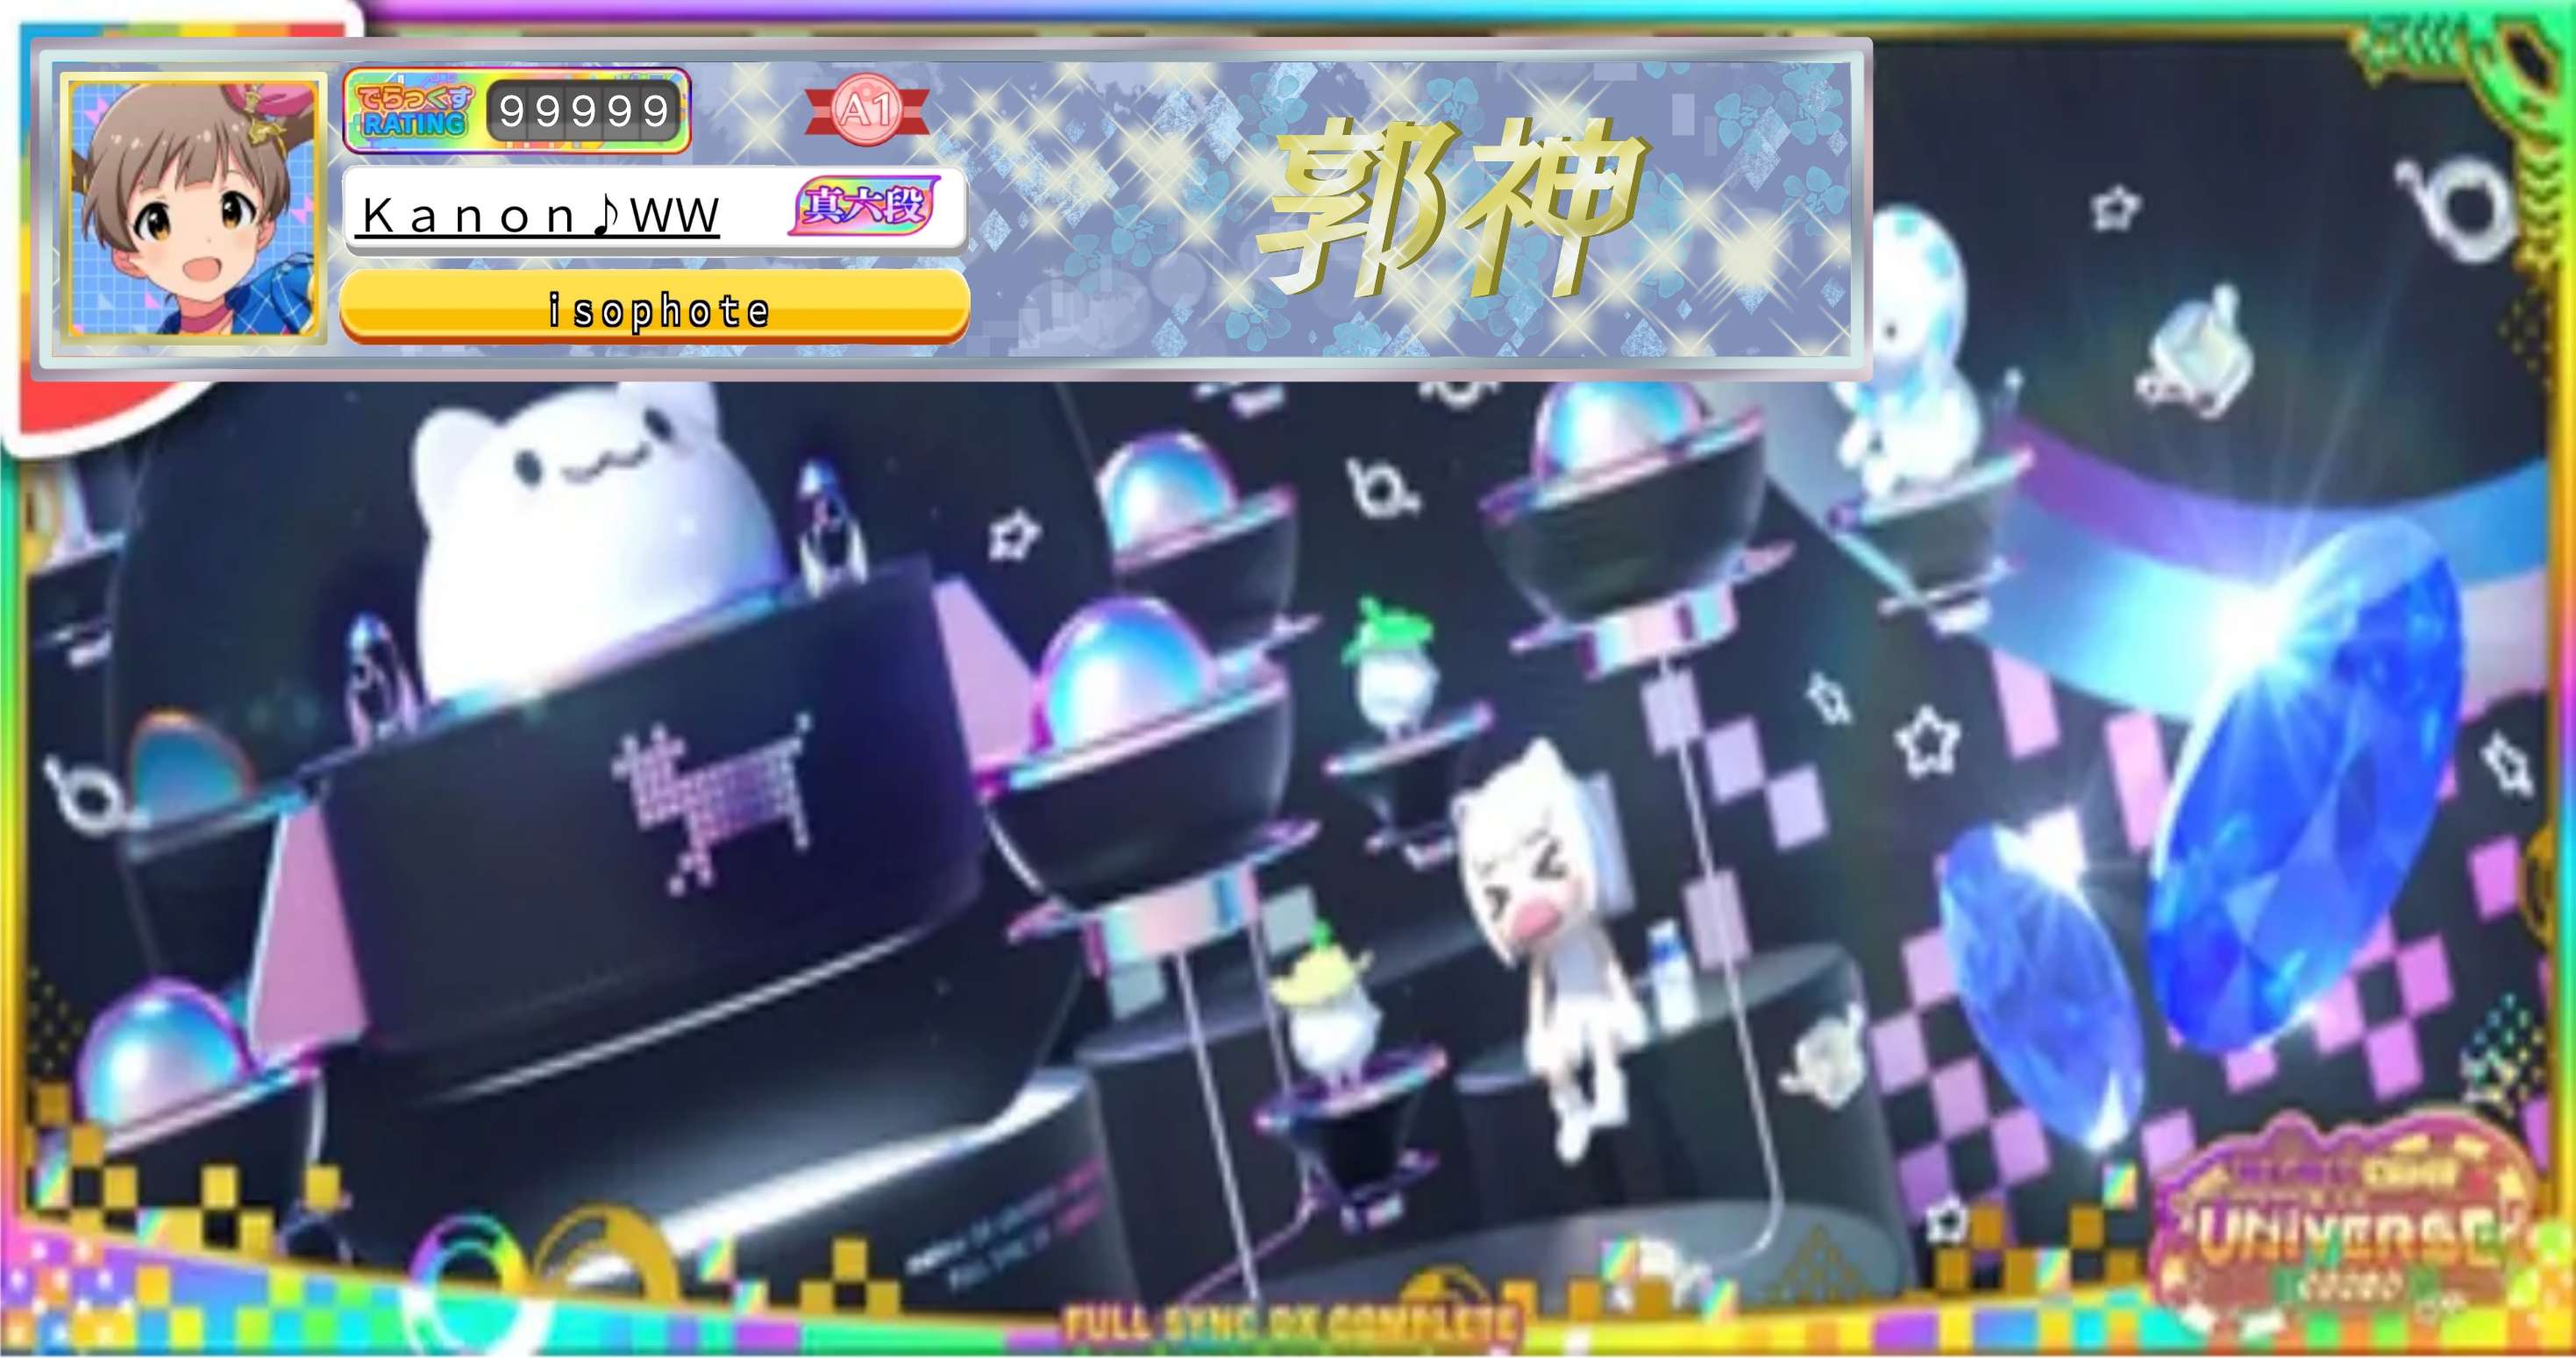 でらっくす
RATING
99999
A1
Kanon♪WW
真六段
isophote
郭神
UNIVERSE
FULL SYNC DX COMPLETE